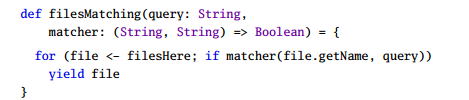 def filesMatching(query: String,
matcher: (String, String) => Boolean) = {
for (file <- filesHere; if matcher(file.getName, query))
yield file
}